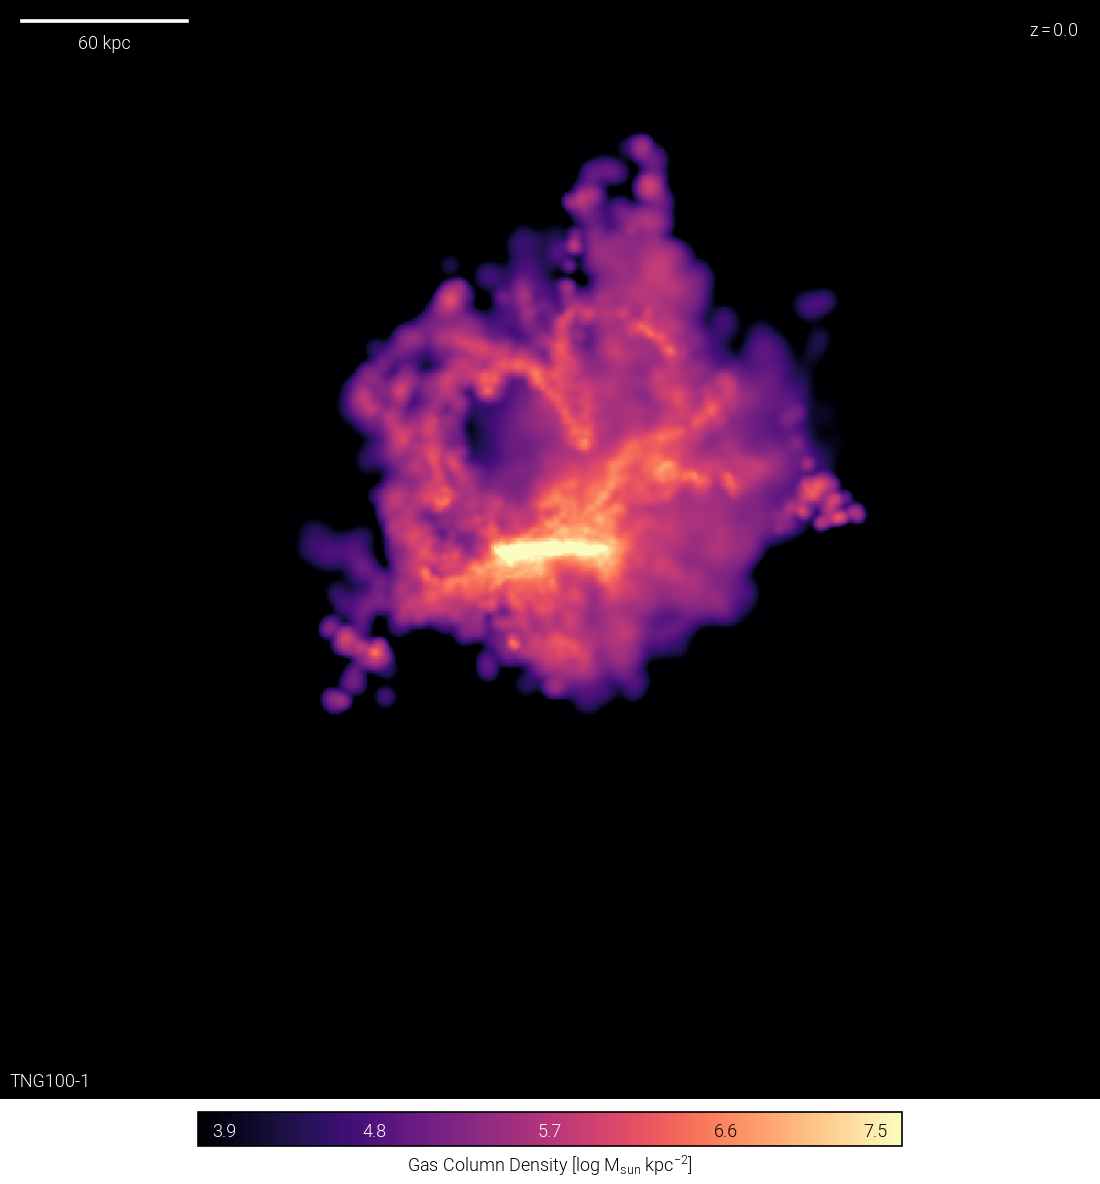 60 kpc
z=0.0
TNG100-1
3.9 4.8 5.7 6.6 7.5
Gas Column Density [log M_sun kpc⁻²]